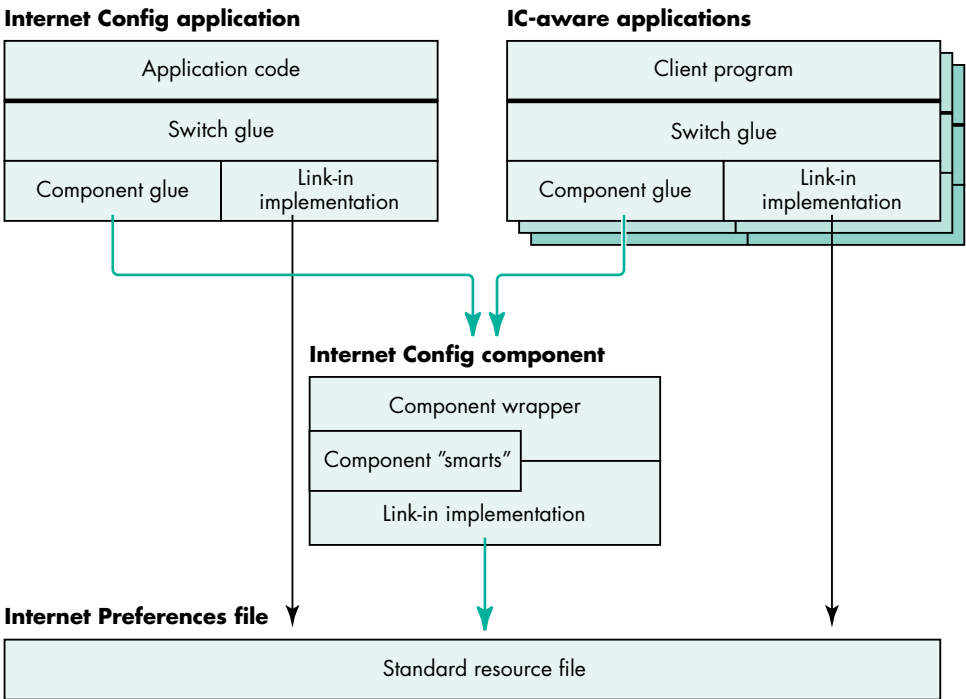 Internet Config application
Application code
Switch glue
Component glue
Link-in
implementation
IC-aware applications
Client program
Switch glue
Component glue
Link-in
implementation
Internet Config component
Component wrapper
Component "smarts"
Link-in implementation
Internet Preferences file
Standard resource file